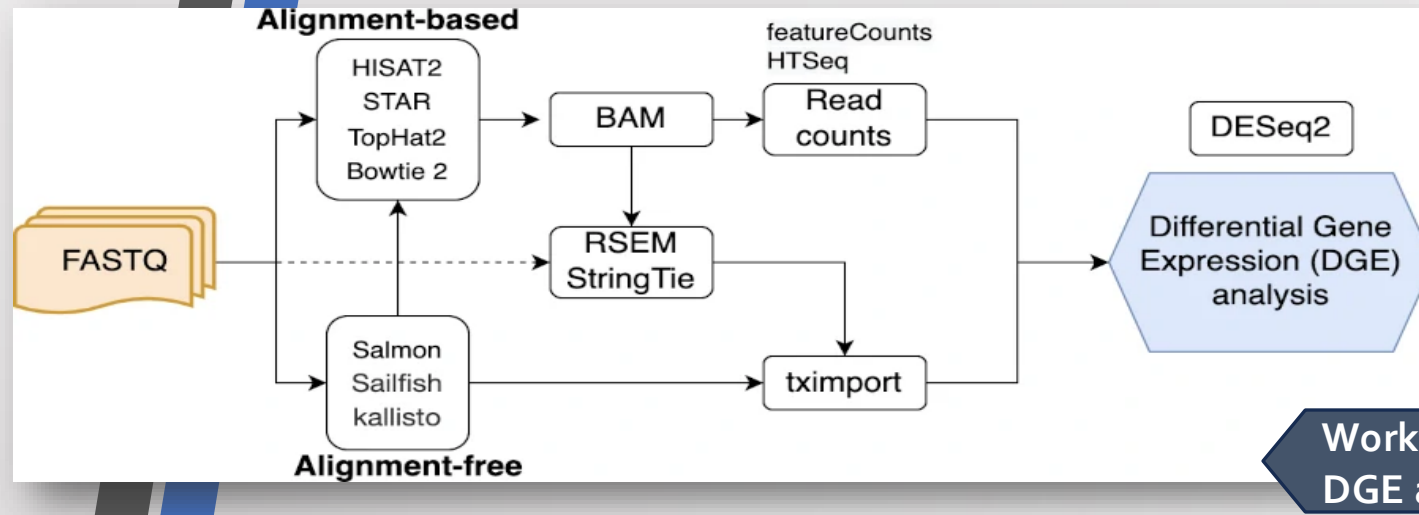 Alignment-based
HISAT2
STAR
TopHat2
Bowtie 2
BAM
featureCounts
HTSeq
Read
counts
DESeq2
FASTQ
RSEM
StringTie
Differential Gene
Expression (DGE)
analysis
Salmon
Sailfish
kallisto
Alignment-free
tximport
Work
DGE a